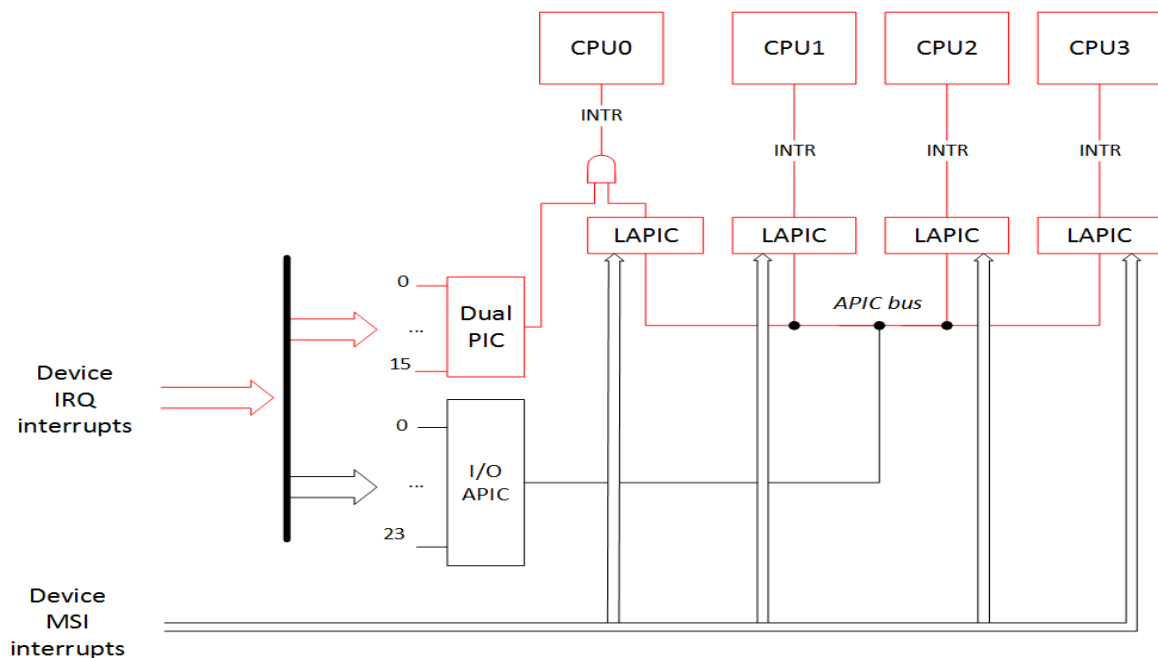 CPU0
CPU1
CPU2
CPU3
INTR
INTR
INTR
INTR
LAPIC
LAPIC
LAPIC
LAPIC
0
...
15
Dual
PIC
APIC bus
Device
IRQ
interrupts
0
...
23
I/O
APIC
Device
MSI
interrupts